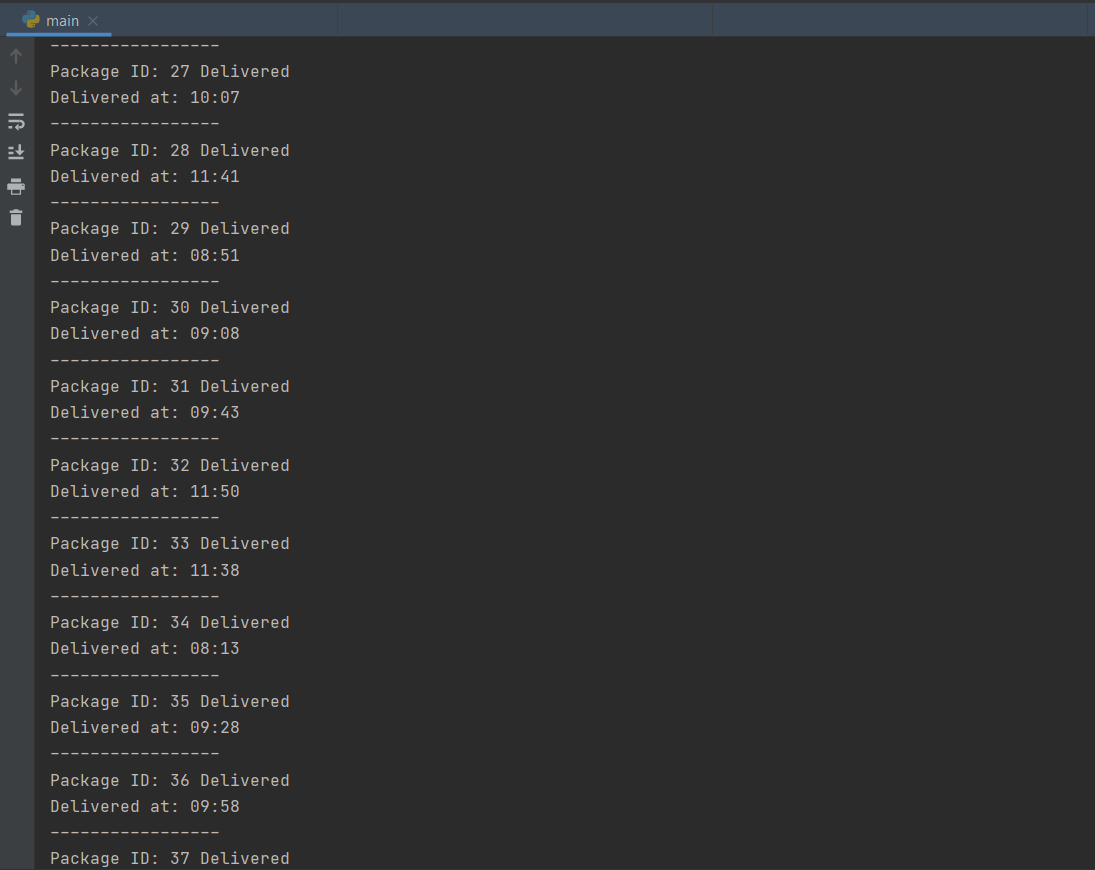 main
-----------------
Package ID: 27 Delivered
Delivered at: 10:07
-----------------
Package ID: 28 Delivered
Delivered at: 11:41
-----------------
Package ID: 29 Delivered
Delivered at: 08:51
-----------------
Package ID: 30 Delivered
Delivered at: 09:08
-----------------
Package ID: 31 Delivered
Delivered at: 09:43
-----------------
Package ID: 32 Delivered
Delivered at: 11:50
-----------------
Package ID: 33 Delivered
Delivered at: 11:38
-----------------
Package ID: 34 Delivered
Delivered at: 08:13
-----------------
Package ID: 35 Delivered
Delivered at: 09:28
-----------------
Package ID: 36 Delivered
Delivered at: 09:58
-----------------
Package ID: 37 Delivered